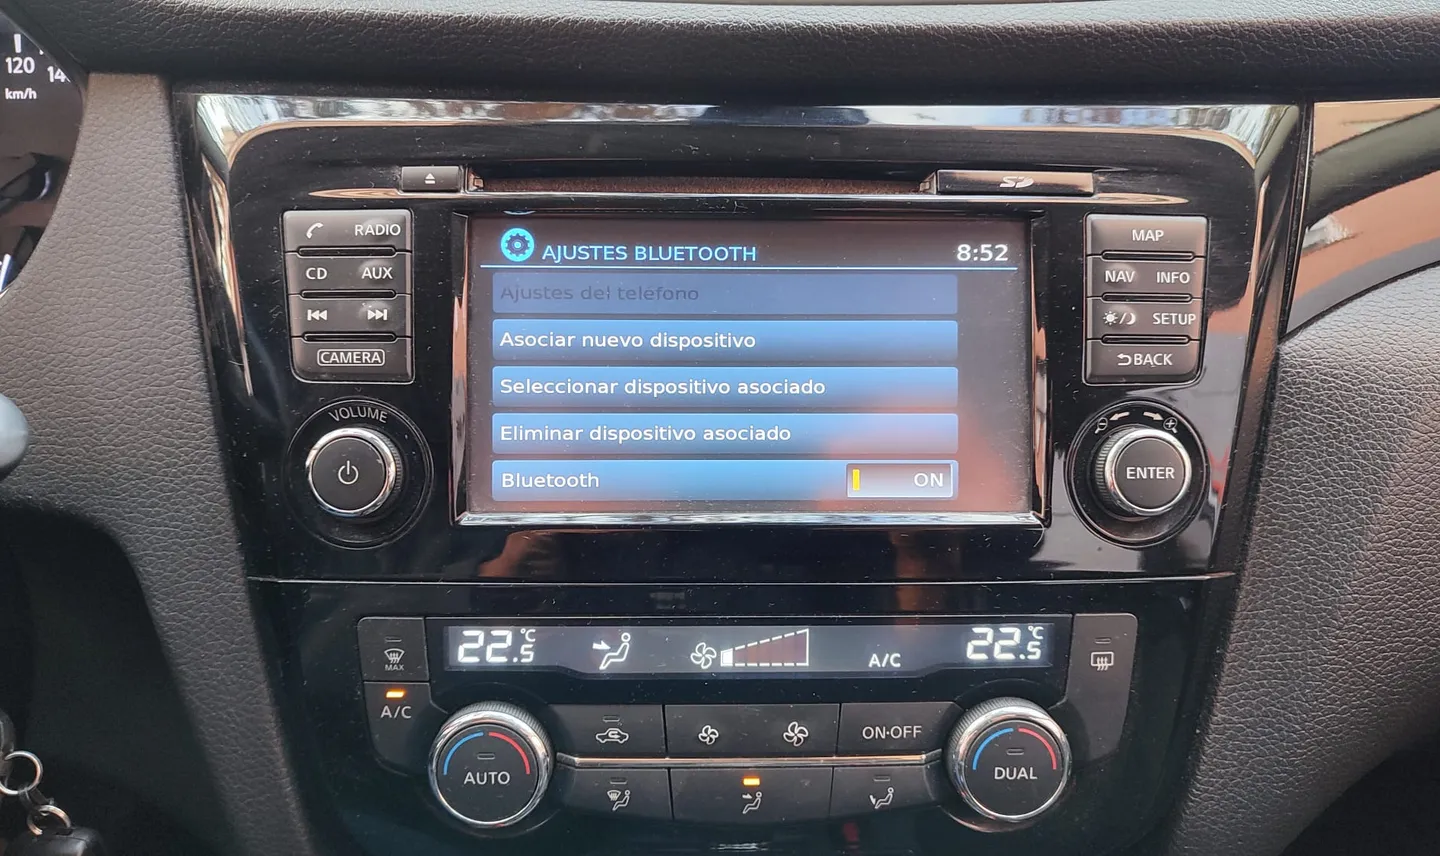 120
km/h
SD
RADIO
CD AUX
CAMERA
VOLUME
AJUSTES BLUETOOTH 8:52
Ajustes del teléfono
Asociar nuevo dispositivo
Seleccionar dispositivo asociado
Eliminar dispositivo asociado
Bluetooth ON
MAP
NAV INFO
SETUP
BACK
ENTER
MAX
22.5°C A/C 22.5°C
A/C
AUTO
ON·OFF
DUAL